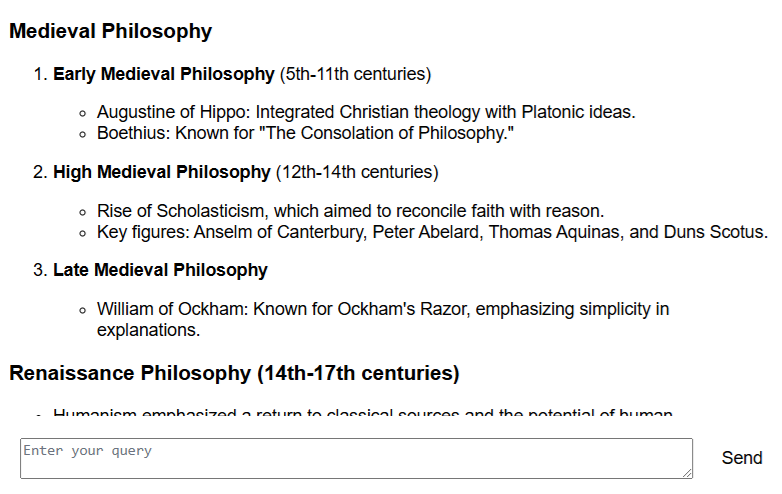 Medieval Philosophy
1. Early Medieval Philosophy (5th-11th centuries)
◦ Augustine of Hippo: Integrated Christian theology with Platonic ideas.
◦ Boethius: Known for "The Consolation of Philosophy."
2. High Medieval Philosophy (12th-14th centuries)
◦ Rise of Scholasticism, which aimed to reconcile faith with reason.
◦ Key figures: Anselm of Canterbury, Peter Abelard, Thomas Aquinas, and Duns Scotus.
3. Late Medieval Philosophy
◦ William of Ockham: Known for Ockham's Razor, emphasizing simplicity in
explanations.
Renaissance Philosophy (14th-17th centuries)
• Humanism emphasized a return to classical sources and the potential of human
Enter your query
Send